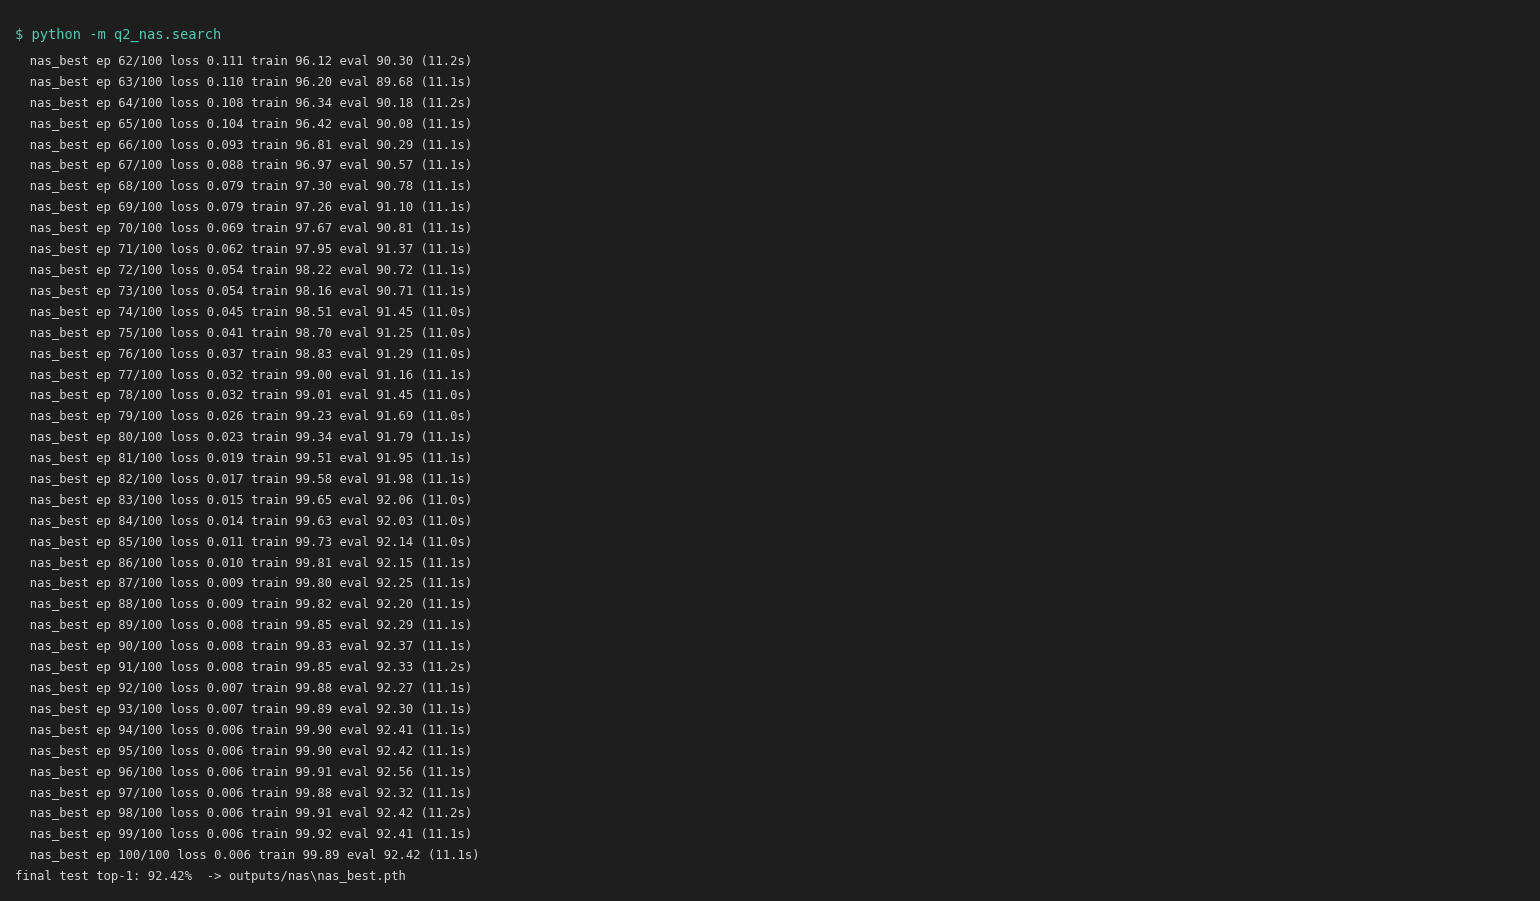 $ python -m q2_nas.search
nas_best ep 62/100 loss 0.111 train 96.12 eval 90.30 (11.2s)
nas_best ep 63/100 loss 0.110 train 96.20 eval 89.68 (11.1s)
nas_best ep 64/100 loss 0.108 train 96.34 eval 90.18 (11.2s)
nas_best ep 65/100 loss 0.104 train 96.42 eval 90.08 (11.1s)
nas_best ep 66/100 loss 0.093 train 96.81 eval 90.29 (11.1s)
nas_best ep 67/100 loss 0.088 train 96.97 eval 90.57 (11.1s)
nas_best ep 68/100 loss 0.079 train 97.30 eval 90.78 (11.1s)
nas_best ep 69/100 loss 0.079 train 97.26 eval 91.10 (11.1s)
nas_best ep 70/100 loss 0.069 train 97.67 eval 90.81 (11.1s)
nas_best ep 71/100 loss 0.062 train 97.95 eval 91.37 (11.1s)
nas_best ep 72/100 loss 0.054 train 98.22 eval 90.72 (11.1s)
nas_best ep 73/100 loss 0.054 train 98.16 eval 90.71 (11.1s)
nas_best ep 74/100 loss 0.045 train 98.51 eval 91.45 (11.0s)
nas_best ep 75/100 loss 0.041 train 98.70 eval 91.25 (11.0s)
nas_best ep 76/100 loss 0.037 train 98.83 eval 91.29 (11.0s)
nas_best ep 77/100 loss 0.032 train 99.00 eval 91.16 (11.1s)
nas_best ep 78/100 loss 0.032 train 99.01 eval 91.45 (11.0s)
nas_best ep 79/100 loss 0.026 train 99.23 eval 91.69 (11.0s)
nas_best ep 80/100 loss 0.023 train 99.34 eval 91.79 (11.1s)
nas_best ep 81/100 loss 0.019 train 99.51 eval 91.95 (11.1s)
nas_best ep 82/100 loss 0.017 train 99.58 eval 91.98 (11.1s)
nas_best ep 83/100 loss 0.015 train 99.65 eval 92.06 (11.0s)
nas_best ep 84/100 loss 0.014 train 99.63 eval 92.03 (11.0s)
nas_best ep 85/100 loss 0.011 train 99.73 eval 92.14 (11.0s)
nas_best ep 86/100 loss 0.010 train 99.81 eval 92.15 (11.1s)
nas_best ep 87/100 loss 0.009 train 99.80 eval 92.25 (11.1s)
nas_best ep 88/100 loss 0.009 train 99.82 eval 92.20 (11.1s)
nas_best ep 89/100 loss 0.008 train 99.85 eval 92.29 (11.1s)
nas_best ep 90/100 loss 0.008 train 99.83 eval 92.37 (11.1s)
nas_best ep 91/100 loss 0.008 train 99.85 eval 92.33 (11.2s)
nas_best ep 92/100 loss 0.007 train 99.88 eval 92.27 (11.1s)
nas_best ep 93/100 loss 0.007 train 99.89 eval 92.30 (11.1s)
nas_best ep 94/100 loss 0.006 train 99.90 eval 92.41 (11.1s)
nas_best ep 95/100 loss 0.006 train 99.90 eval 92.42 (11.1s)
nas_best ep 96/100 loss 0.006 train 99.91 eval 92.56 (11.1s)
nas_best ep 97/100 loss 0.006 train 99.88 eval 92.32 (11.1s)
nas_best ep 98/100 loss 0.006 train 99.91 eval 92.42 (11.2s)
nas_best ep 99/100 loss 0.006 train 99.92 eval 92.41 (11.1s)
nas_best ep 100/100 loss 0.006 train 99.89 eval 92.42 (11.1s)
final test top-1: 92.42%  -> outputs/nas\nas_best.pth